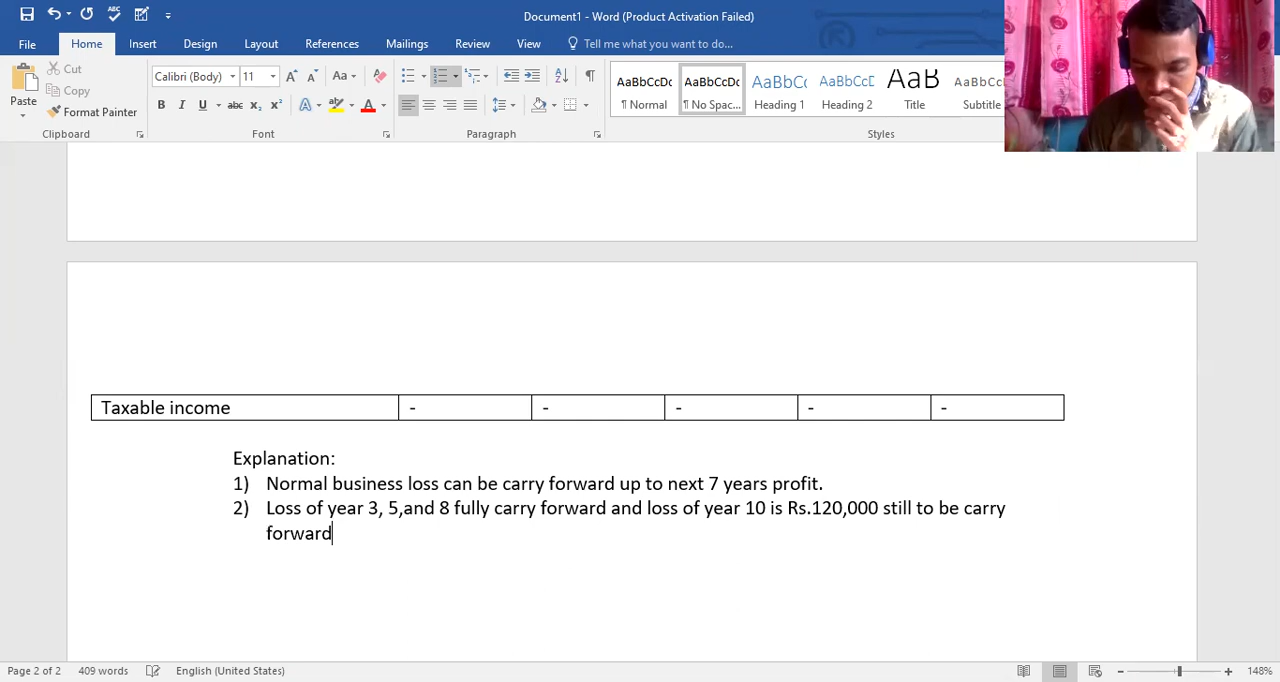 Document1 - Word (Product Activation Failed)
File Home Insert Design Layout References Mailings Review View Tell me what you want to do...
Paste Cut Copy Format Painter
Calibri (Body) 11
AaBbCcDc AaBbCcDc AaBbCc AaBbCcC AaB AaBbCcD
¶ Normal ¶ No Spac... Heading 1 Heading 2 Title Subtitle
Clipboard Font Paragraph Styles
Taxable income - - - - -
Explanation:
1) Normal business loss can be carry forward up to next 7 years profit.
2) Loss of year 3, 5,and 8 fully carry forward and loss of year 10 is Rs.120,000 still to be carry
forward
Page 2 of 2 409 words English (United States) 148%